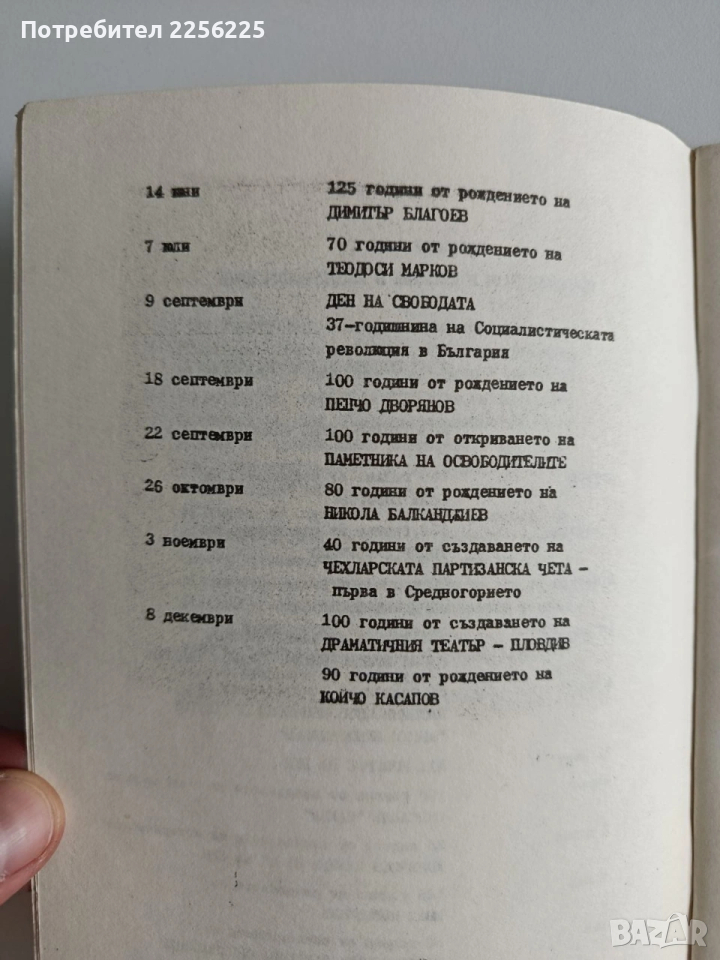 Потребител 2256225
14 юни 125 години от рождението на
ДИМИТЪР БЛАГОЕВ
7 юли 70 години от рождението на
ТЕОДОСИ МАРКОВ
9 септември ДЕН НА СВОБОДАТА
37-годишнина на Социалистическата
революция в България
18 септември 100 години от рождението на
ПЕНЧО ДВОРЯНОВ
22 септември 100 години от откриването на
ПАМЕТНИКА НА ОСВОБОДИТЕЛИТЕ
26 октомври 80 години от рождението на
НИКОЛА БАЛКАНДЖИЕВ
3 ноември 40 години от създаването на
ЧЕХЛАРСКАТА ПАРТИЗАНСКА ЧЕТА -
първа в Средногорието
8 декември 100 години от създаването на
ДРАМАТИЧНИЯ ТЕАТЪР - ПЛОВДИВ
90 години от рождението на
КОЙЧО КАСАПОВ
BAZAR